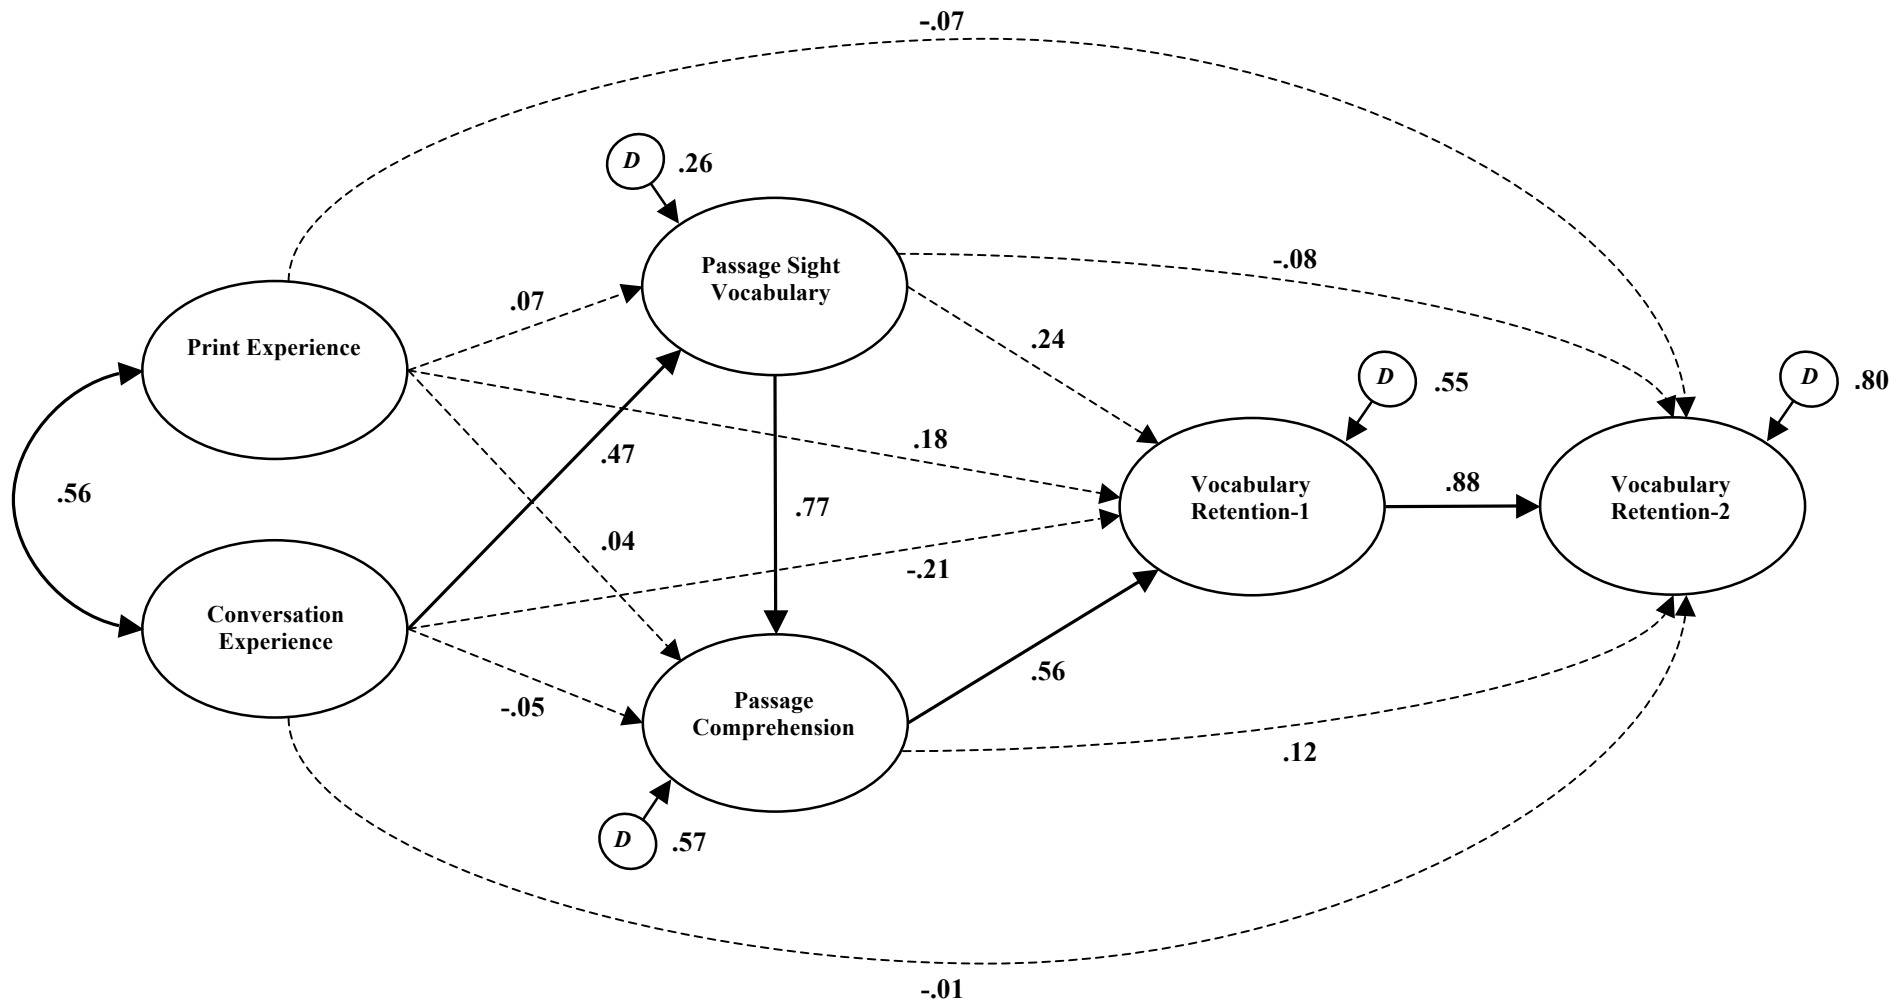 -.07
D
.26
Passage Sight
Vocabulary
-.08
.07
.24
Print Experience
D
.55
D
.80
.47
.18
.56
.77
Vocabulary
Retention-1
.88
Vocabulary
Retention-2
.04
-.21
Conversation
Experience
.56
-.05
Passage
Comprehension
.12
D
.57
-.01